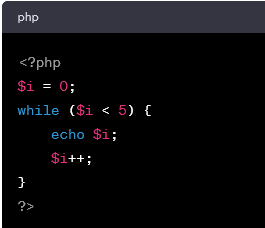 php
<?php
$i = 0;
while ($i < 5) {
    echo $i;
    $i++;
}
?>